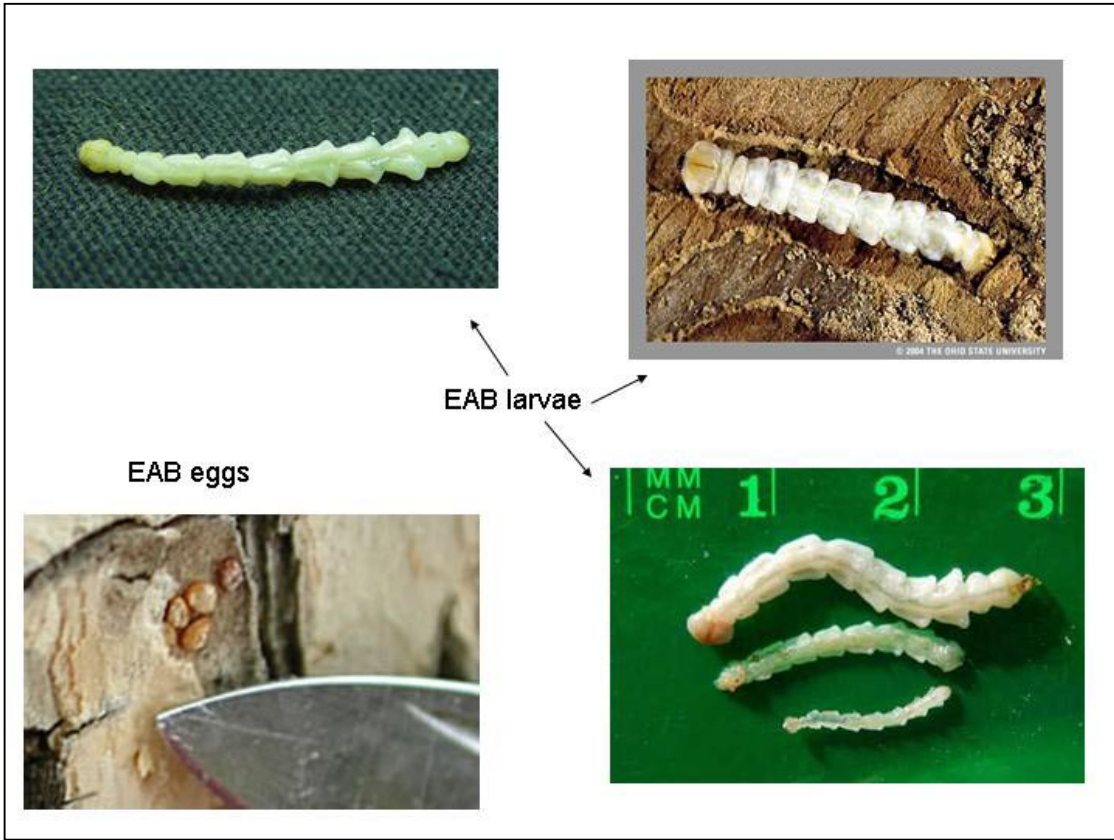 © 2004 THE OHIO STATE UNIVERSITY
EAB larvae
EAB eggs
MM
CM 1 2 3